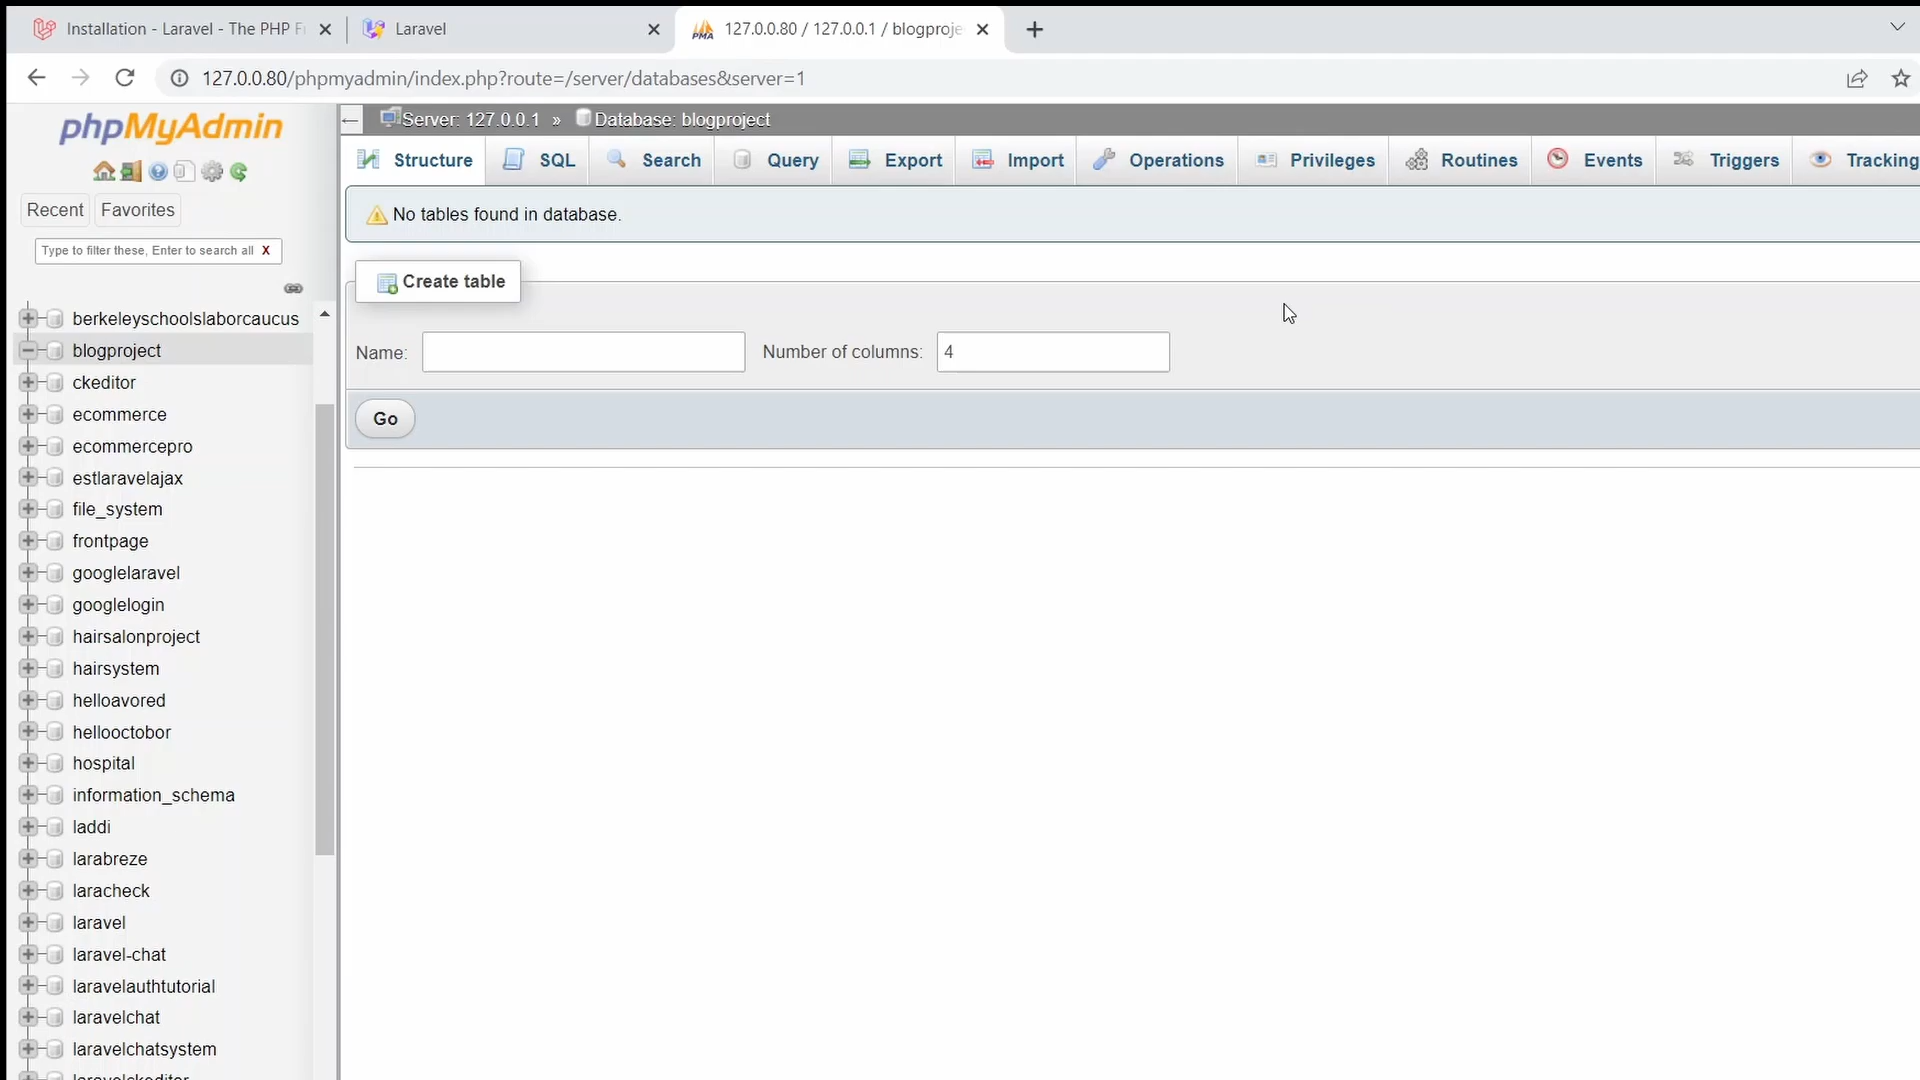 Installation - Laravel - The PHP Fr
Laravel
127.0.0.80 / 127.0.0.1 / blogproje
127.0.0.80/phpmyadmin/index.php?route=/server/databases&server=1
phpMyAdmin
Server: 127.0.0.1 » Database: blogproject
Structure SQL Search Query Export Import Operations Privileges Routines Events Triggers Tracking
Recent Favorites
No tables found in database.
Type to filter these, Enter to search all X
Create table
Name: Number of columns: 4
Go
berkeleyschoolslaborcaucus
blogproject
ckeditor
ecommerce
ecommercepro
estlaravelajax
file_system
frontpage
googlelaravel
googlelogin
hairsalonproject
hairsystem
helloavored
hellooctobor
hospital
information_schema
laddi
larabreze
laracheck
laravel
laravel-chat
laravelauthtutorial
laravelchat
laravelchatsystem
laravelckeditor